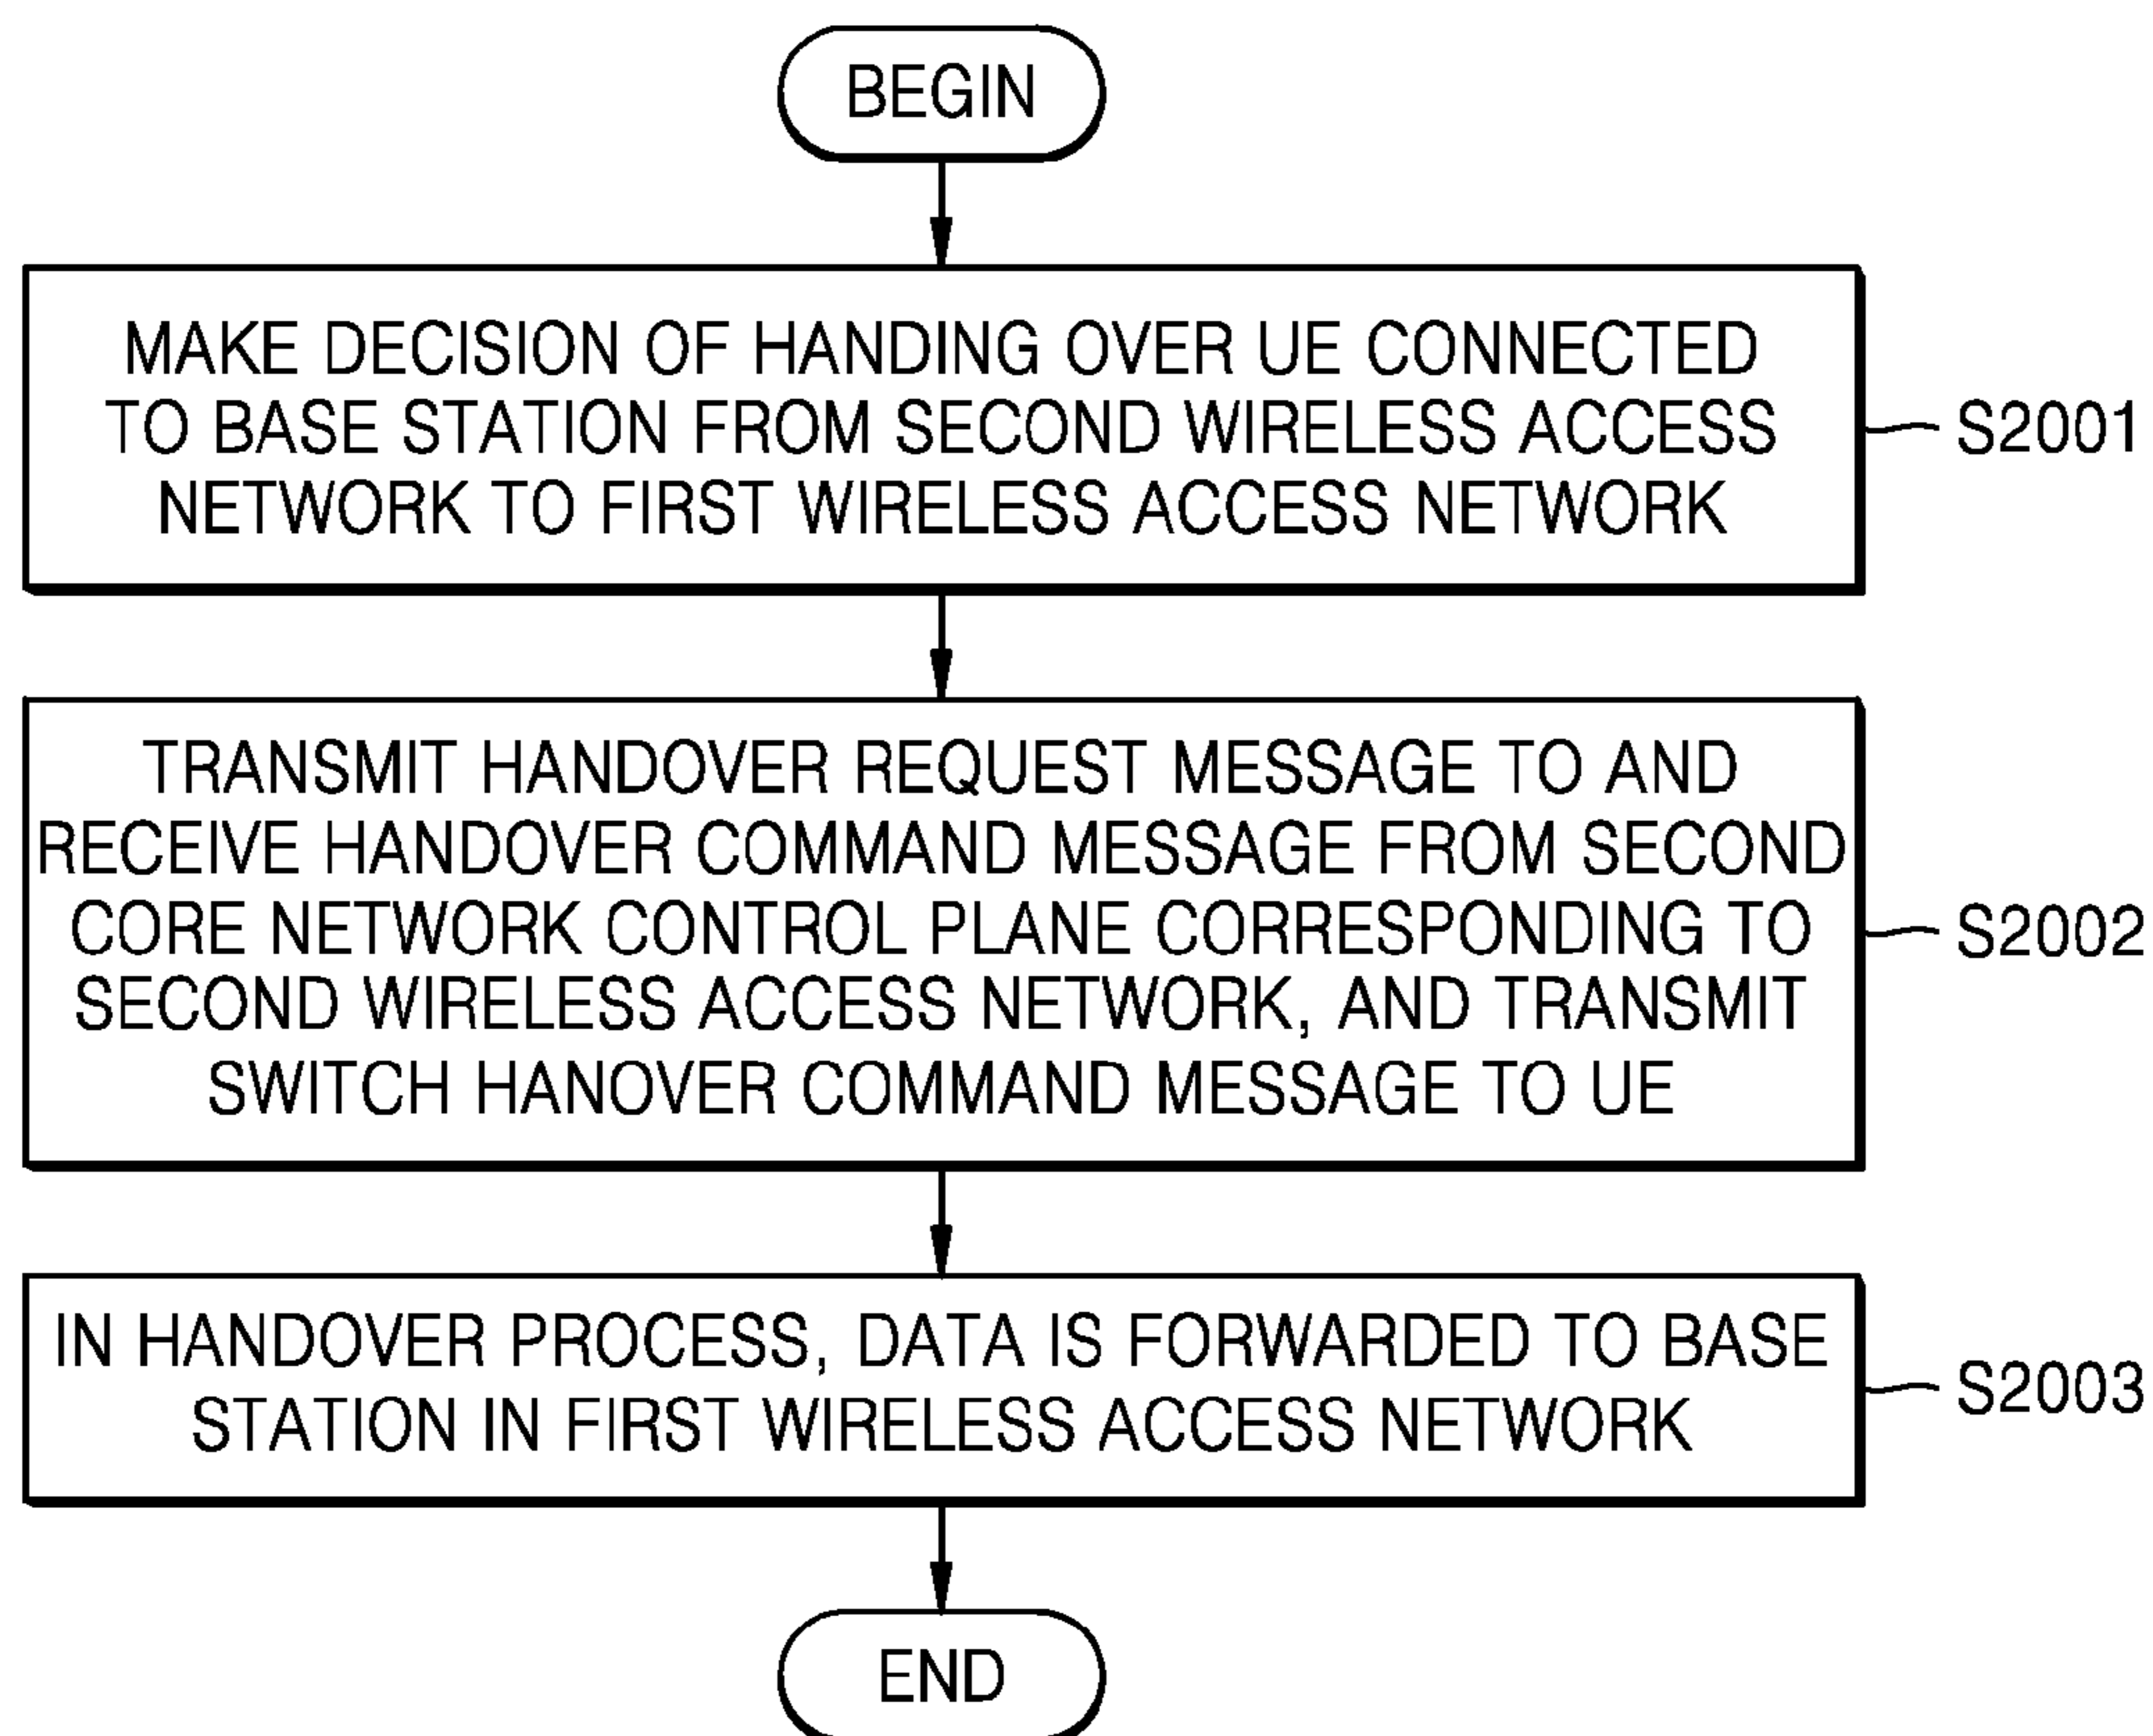 BEGIN
MAKE DECISION OF HANDING OVER UE CONNECTED
TO BASE STATION FROM SECOND WIRELESS ACCESS
NETWORK TO FIRST WIRELESS ACCESS NETWORK
S2001
TRANSMIT HANDOVER REQUEST MESSAGE TO AND
RECEIVE HANDOVER COMMAND MESSAGE FROM SECOND
CORE NETWORK CONTROL PLANE CORRESPONDING TO
SECOND WIRELESS ACCESS NETWORK, AND TRANSMIT
SWITCH HANOVER COMMAND MESSAGE TO UE
S2002
IN HANDOVER PROCESS, DATA IS FORWARDED TO BASE
STATION IN FIRST WIRELESS ACCESS NETWORK
S2003
END